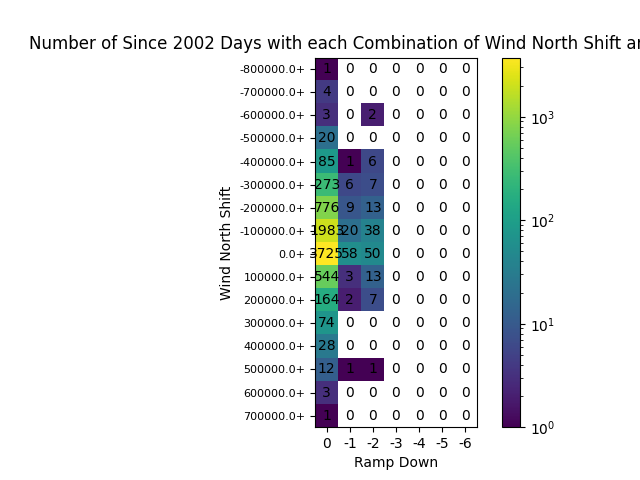 Number of Since 2002 Days with each Combination of Wind North Shift a
-800000.0+ 1 0 0 0 0 0 0
-700000.0+ 4 0 0 0 0 0 0
-600000.0+ 3 0 2 0 0 0 0
-500000.0+ 20 0 0 0 0 0 0
-400000.0+ 85 1 6 0 0 0 0
-300000.0+ 273 6 7 0 0 0 0
-200000.0+ 776 9 13 0 0 0 0
-100000.0+ 1983 20 38 0 0 0 0
0.0+ 3725 58 50 0 0 0 0
100000.0+ 544 3 13 0 0 0 0
200000.0+ 164 2 7 0 0 0 0
300000.0+ 74 0 0 0 0 0 0
400000.0+ 28 0 0 0 0 0 0
500000.0+ 12 1 1 0 0 0 0
600000.0+ 3 0 0 0 0 0 0
700000.0+ 1 0 0 0 0 0 0
0 -1 -2 -3 -4 -5 -6
Ramp Down
Wind North Shift
10³
10²
10¹
10⁰